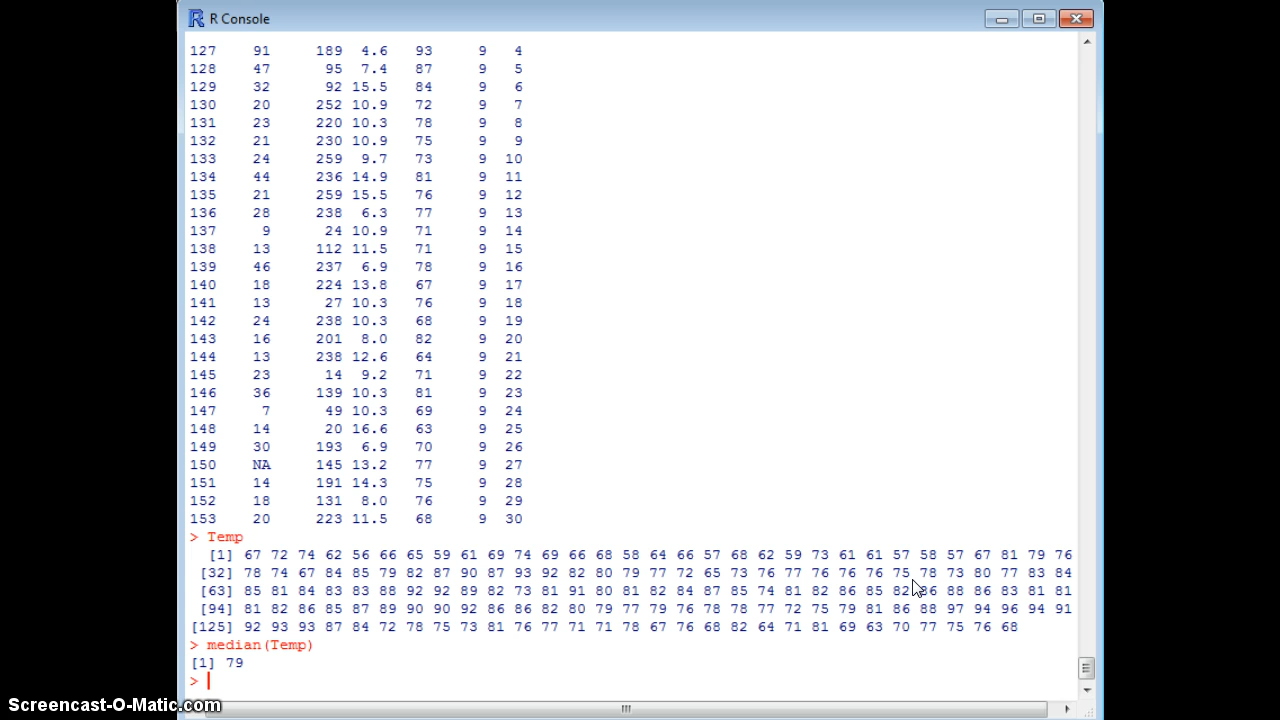 R Console
127 91 189 4.6 93 9 4
128 47 95 7.4 87 9 5
129 32 92 15.5 84 9 6
130 20 252 10.9 72 9 7
131 23 220 10.3 78 9 8
132 21 230 10.9 75 9 9
133 24 259 9.7 73 9 10
134 44 236 14.9 81 9 11
135 21 259 15.5 76 9 12
136 28 238 6.3 77 9 13
137 9 24 10.9 71 9 14
138 13 112 11.5 71 9 15
139 46 237 6.9 78 9 16
140 18 224 13.8 67 9 17
141 13 27 10.3 76 9 18
142 24 238 10.3 68 9 19
143 16 201 8.0 82 9 20
144 13 238 12.6 64 9 21
145 23 14 9.2 71 9 22
146 36 139 10.3 81 9 23
147 7 49 10.3 69 9 24
148 14 20 16.6 63 9 25
149 30 193 6.9 70 9 26
150 NA 145 13.2 77 9 27
151 14 191 14.3 75 9 28
152 18 131 8.0 76 9 29
153 20 223 11.5 68 9 30
> Temp
[1] 67 72 74 62 56 66 65 59 61 69 74 69 66 68 58 64 66 57 68 62 59 73 61 61 57 58 57 67 81 79 76
[32] 78 74 67 84 85 79 82 87 90 87 93 92 82 80 79 77 72 65 73 76 77 76 76 76 75 78 73 80 77 83 84
[63] 85 81 84 83 83 88 92 92 89 82 73 81 91 80 81 82 84 87 85 74 81 82 86 85 82 86 88 86 83 81 81
[94] 81 82 86 85 87 89 90 90 92 86 86 82 80 79 77 79 76 78 78 77 72 75 79 81 86 88 97 94 96 94 91
[125] 92 93 93 87 84 72 78 75 73 81 76 77 71 71 78 67 76 68 82 64 71 81 69 63 70 77 75 76 68
> median(Temp)
[1] 79
>
Screencast-O-Matic.com